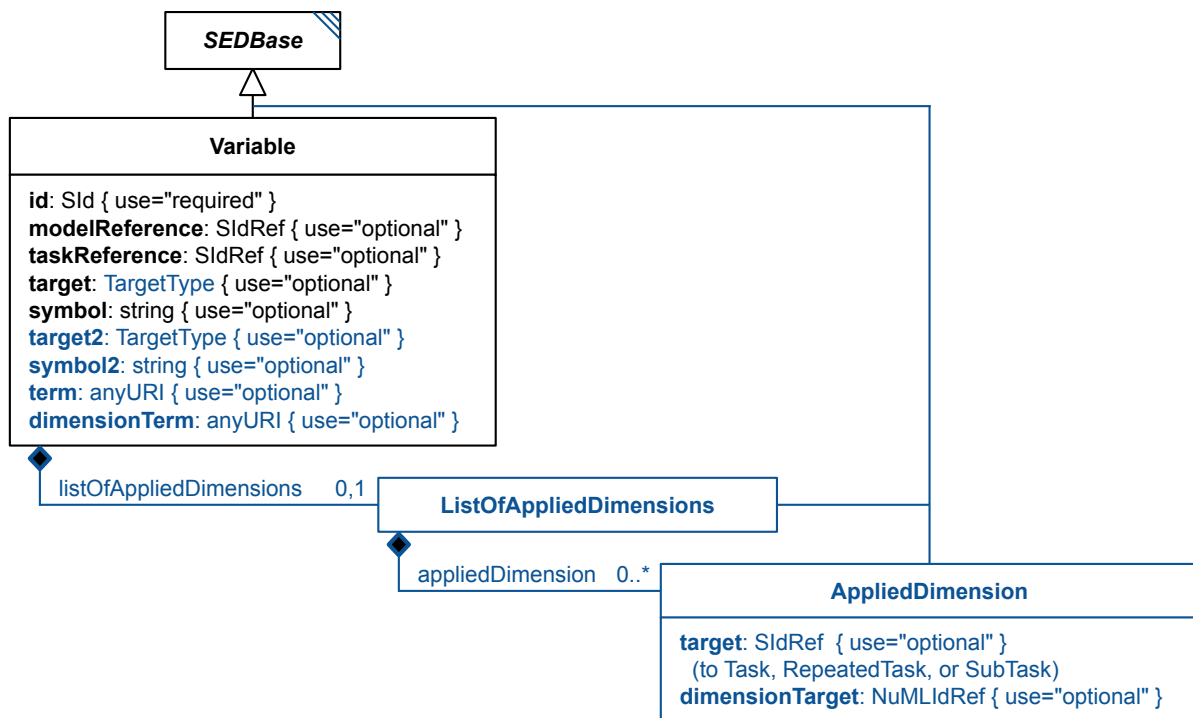 SEDBase
Variable
id: SId { use="required" }
modelReference: SIdRef { use="optional" }
taskReference: SIdRef { use="optional" }
target: TargetType { use="optional" }
symbol: string { use="optional" }
target2: TargetType { use="optional" }
symbol2: string { use="optional" }
term: anyURI { use="optional" }
dimensionTerm: anyURI { use="optional" }
listOfAppliedDimensions 0,1
ListOfAppliedDimensions
appliedDimension 0..*
AppliedDimension
target: SIdRef { use="optional" }
(to Task, RepeatedTask, or SubTask)
dimensionTarget: NuMLIdRef { use="optional" }